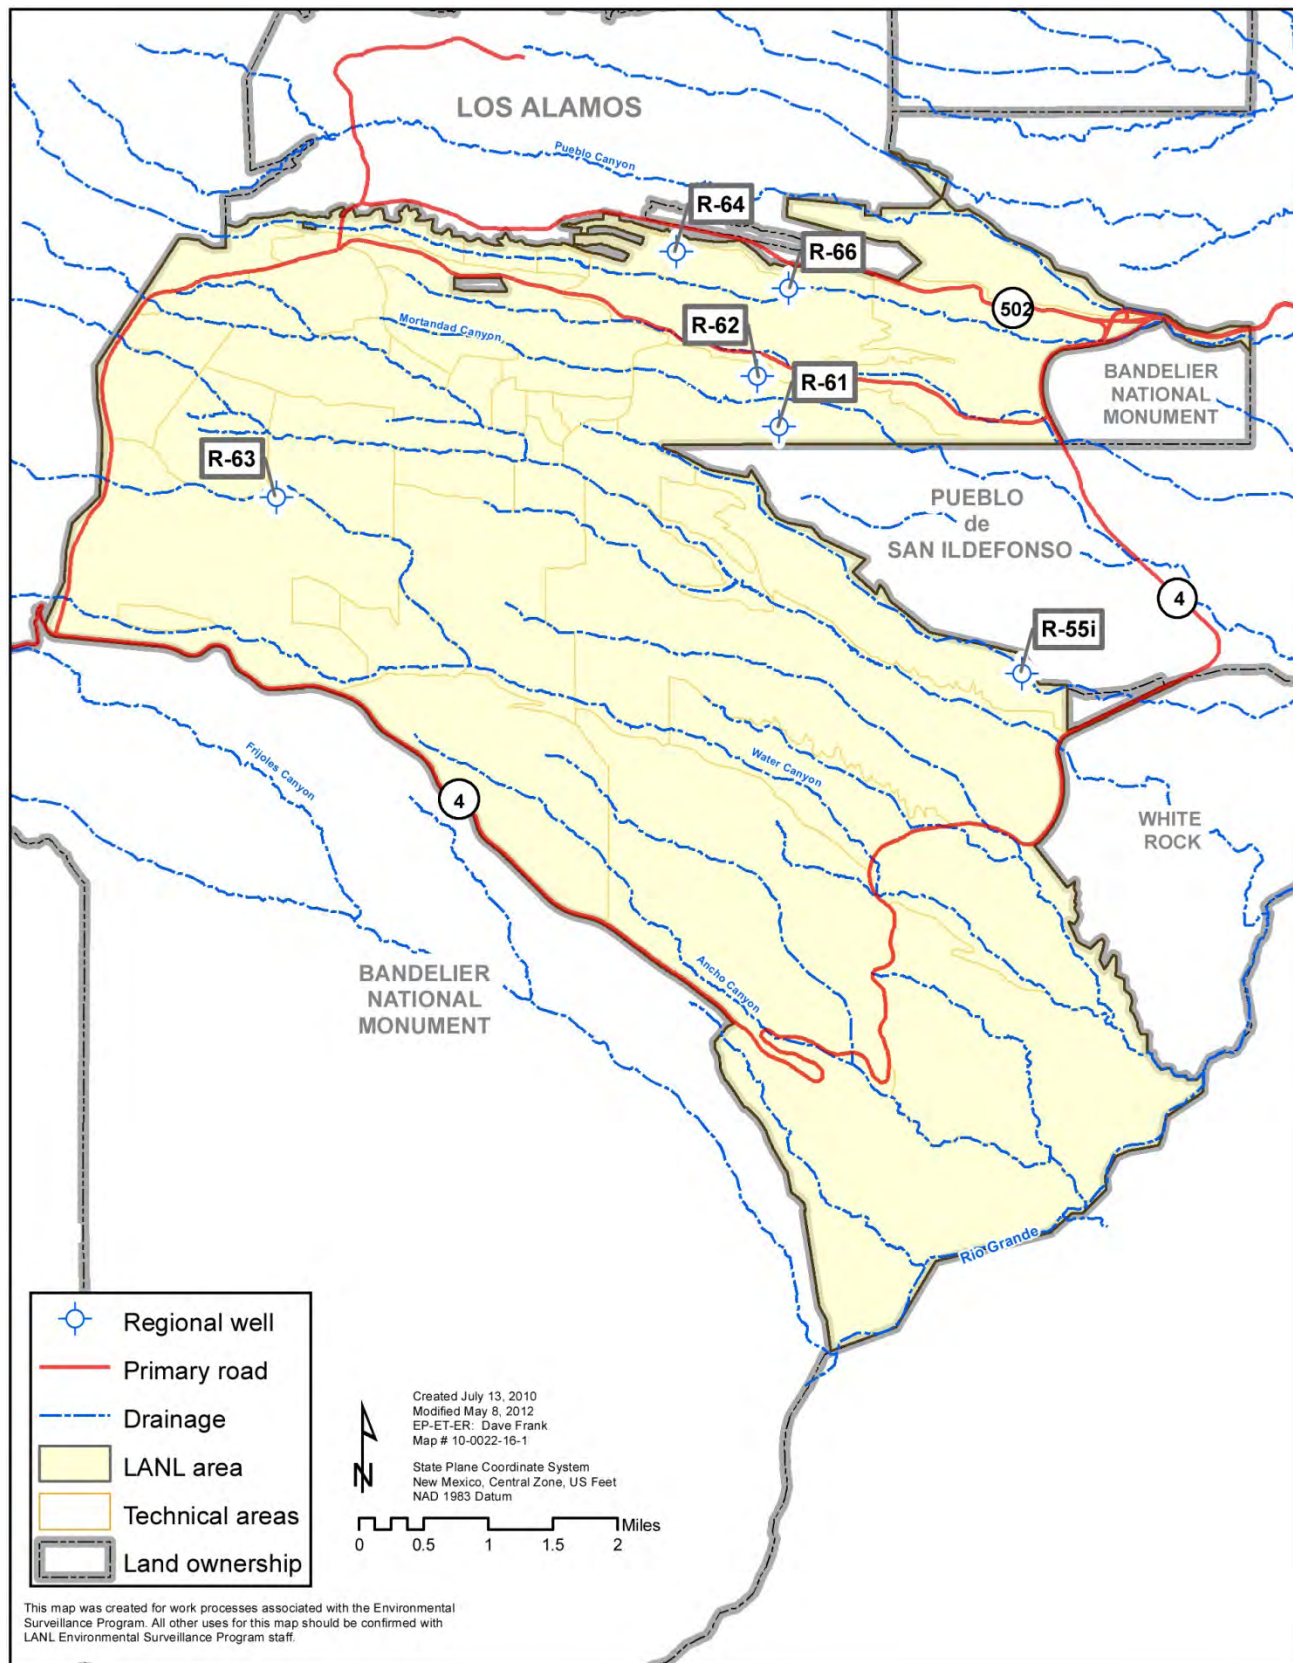 LOS ALAMOS
Pueblo Canyon
R-64
R-66
502
R-62
Mortandad Canyon
R-61
BANDELIER
NATIONAL
MONUMENT
R-63
PUEBLO
de
SAN ILDEFONSO
4
R-55i
Frijoles Canyon
Water Canyon
4
WHITE
ROCK
BANDELIER
NATIONAL
MONUMENT
Ancho Canyon
Rio Grande
Regional well
Primary road
Drainage
LANL area
Technical areas
Land ownership
Created July 13, 2010
Modified May 8, 2012
EP-ET-ER: Dave Frank
Map # 10-0022-16-1
State Plane Coordinate System
New Mexico, Central Zone, US Feet
NAD 1983 Datum
N
Miles
0 0.5 1 1.5 2
This map was created for work processes associated with the Environmental
Surveillance Program. All other uses for this map should be confirmed with
LANL Environmental Surveillance Program staff.